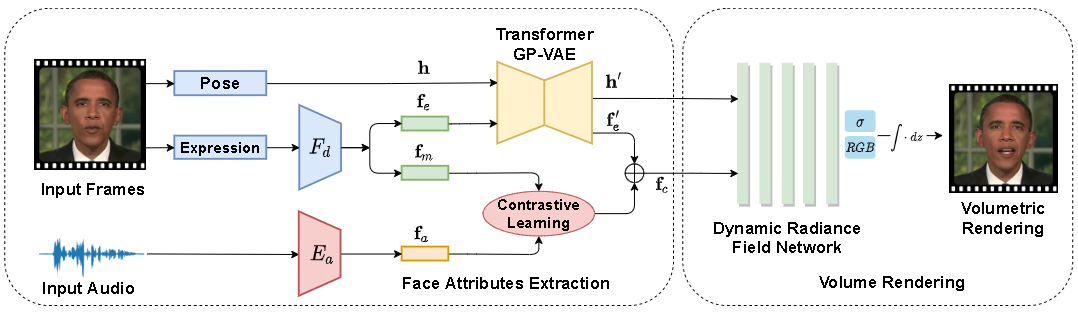 Transformer
GP-VAE
Pose
h
h′
Expression
F_d
f_e
f_m
f′_e
f_c
Input Frames
Contrastive
Learning
Input Audio
E_a
f_a
Face Attributes Extraction
σ
RGB
∫ · dz
Dynamic Radiance
Field Network
Volumetric
Rendering
Volume Rendering